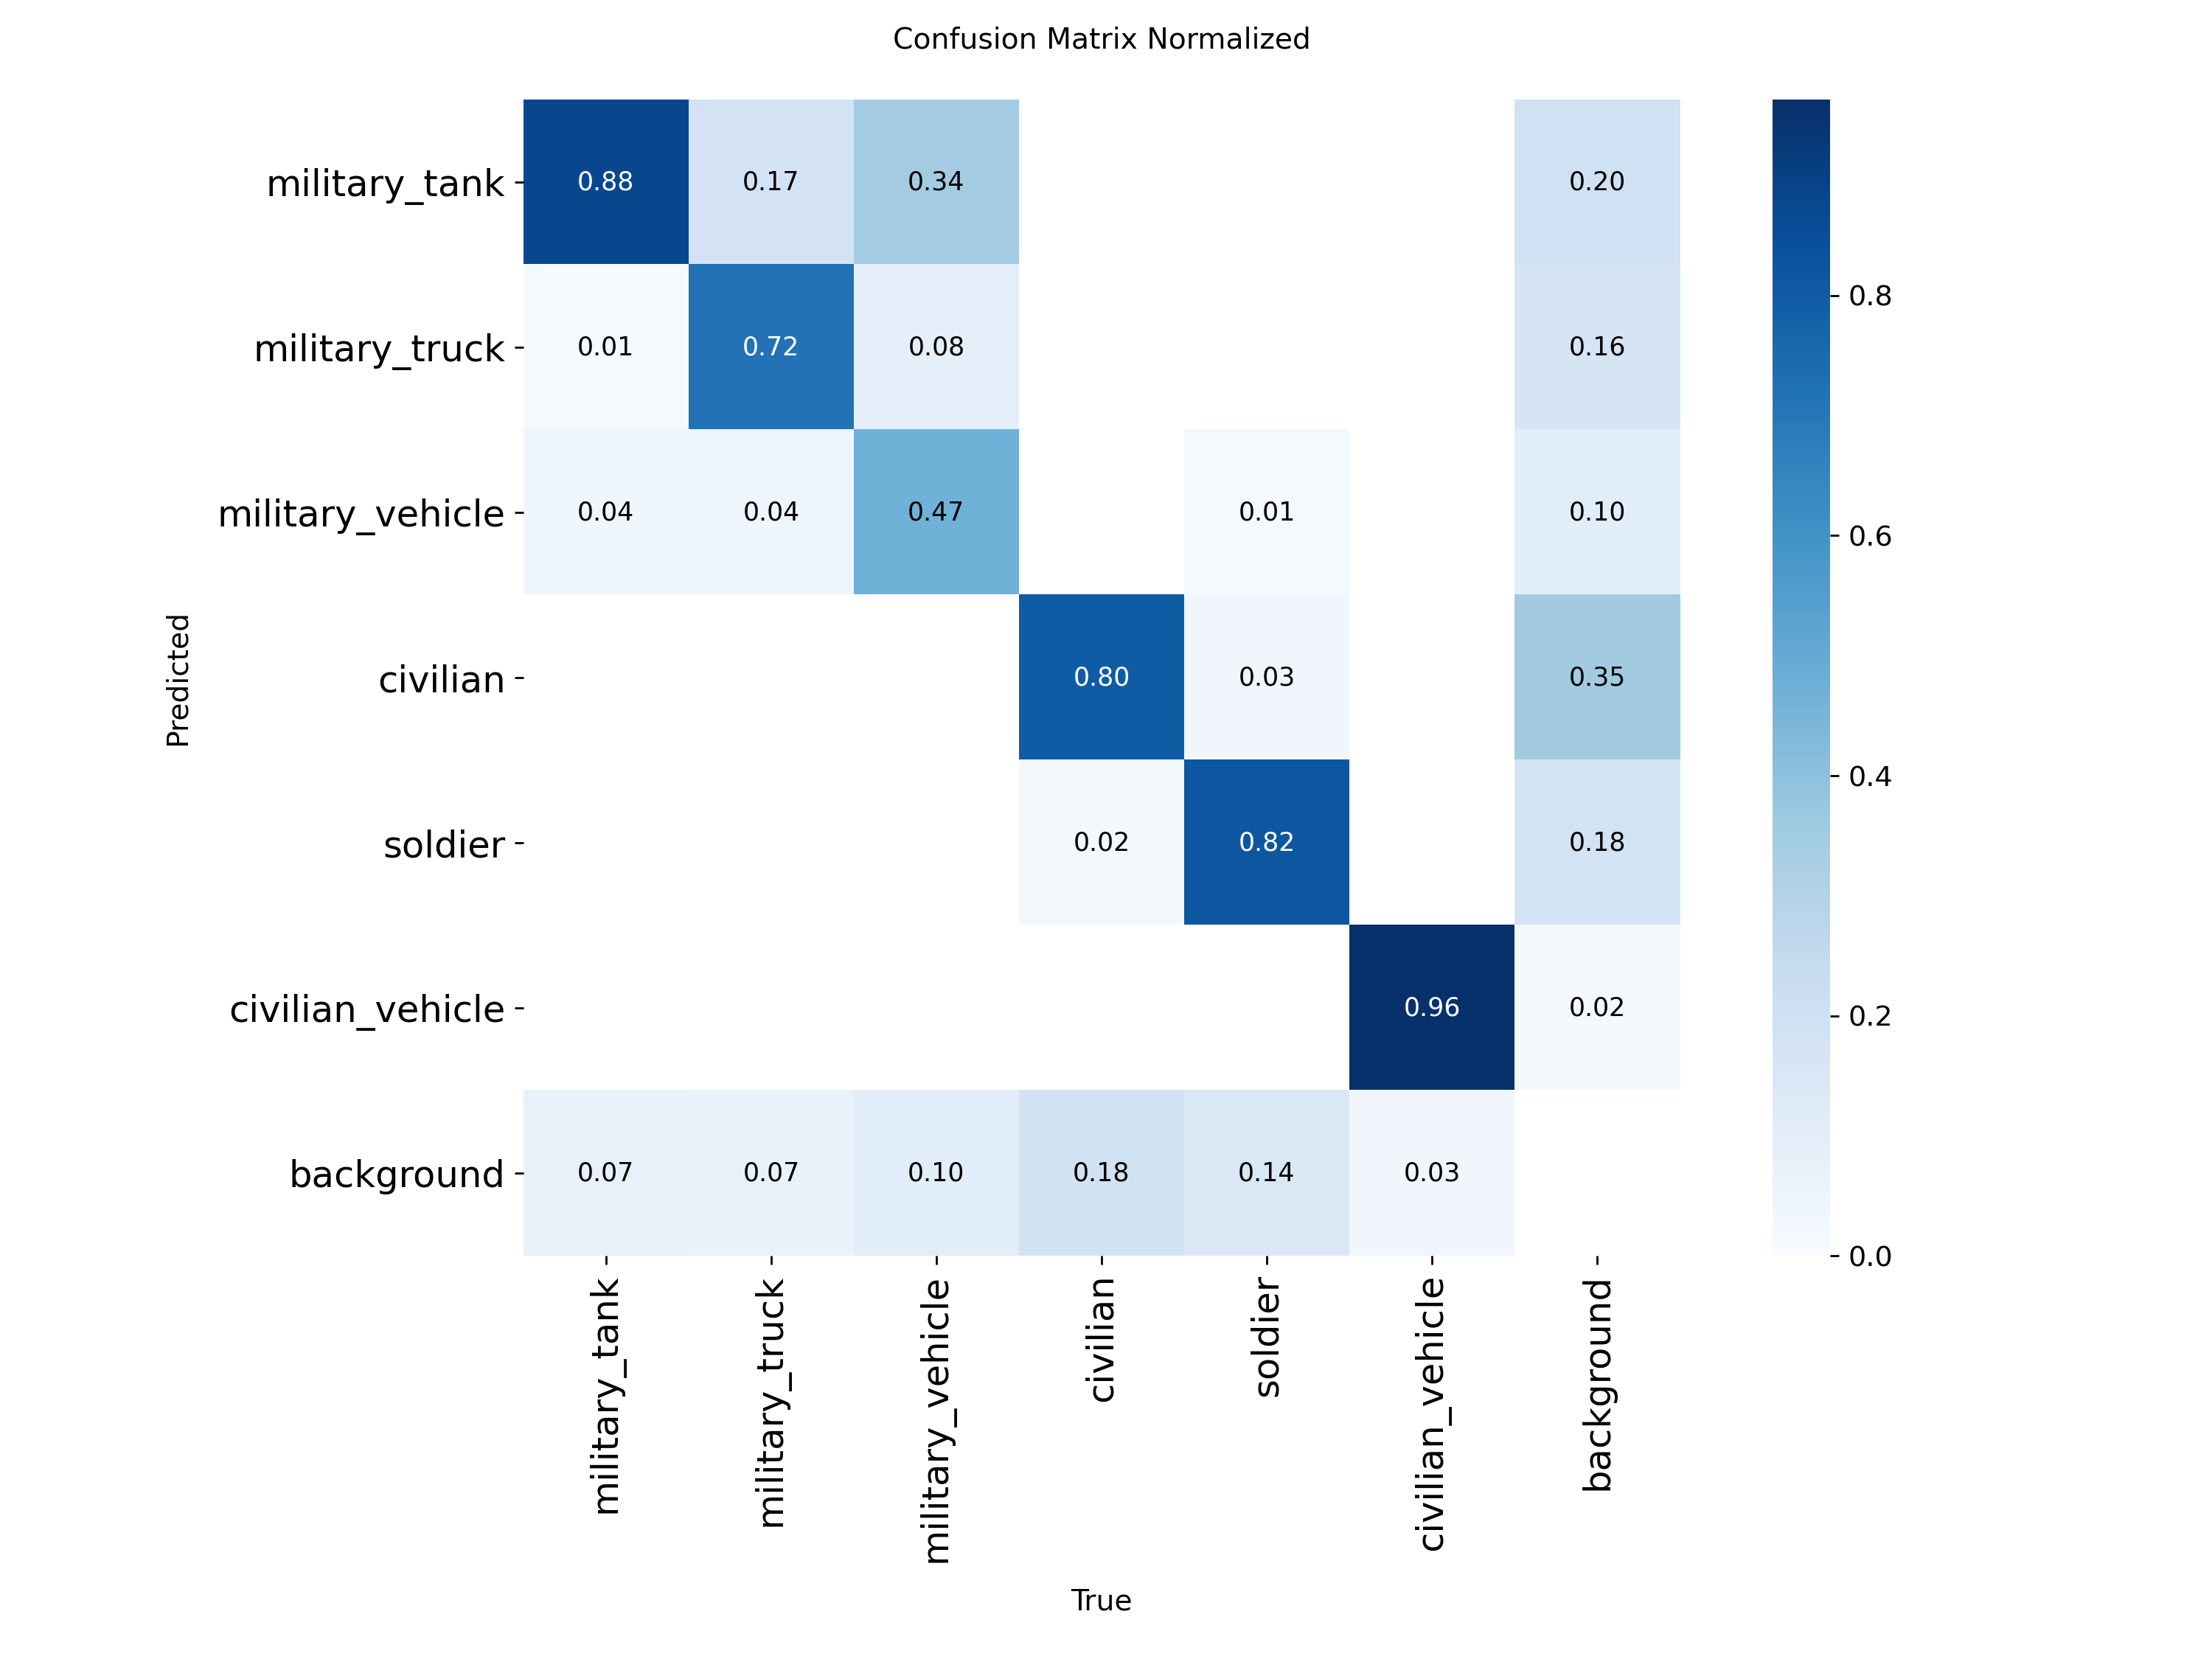 Confusion Matrix Normalized
military_tank 0.88 0.17 0.34 0.20
military_truck 0.01 0.72 0.08 0.16
military_vehicle 0.04 0.04 0.47 0.01 0.10
civilian 0.80 0.03 0.35
soldier 0.02 0.82 0.18
civilian_vehicle 0.96 0.02
background 0.07 0.07 0.10 0.18 0.14 0.03
Predicted
military_tank
military_truck
military_vehicle
civilian
soldier
civilian_vehicle
background
True
0.8
0.6
0.4
0.2
0.0